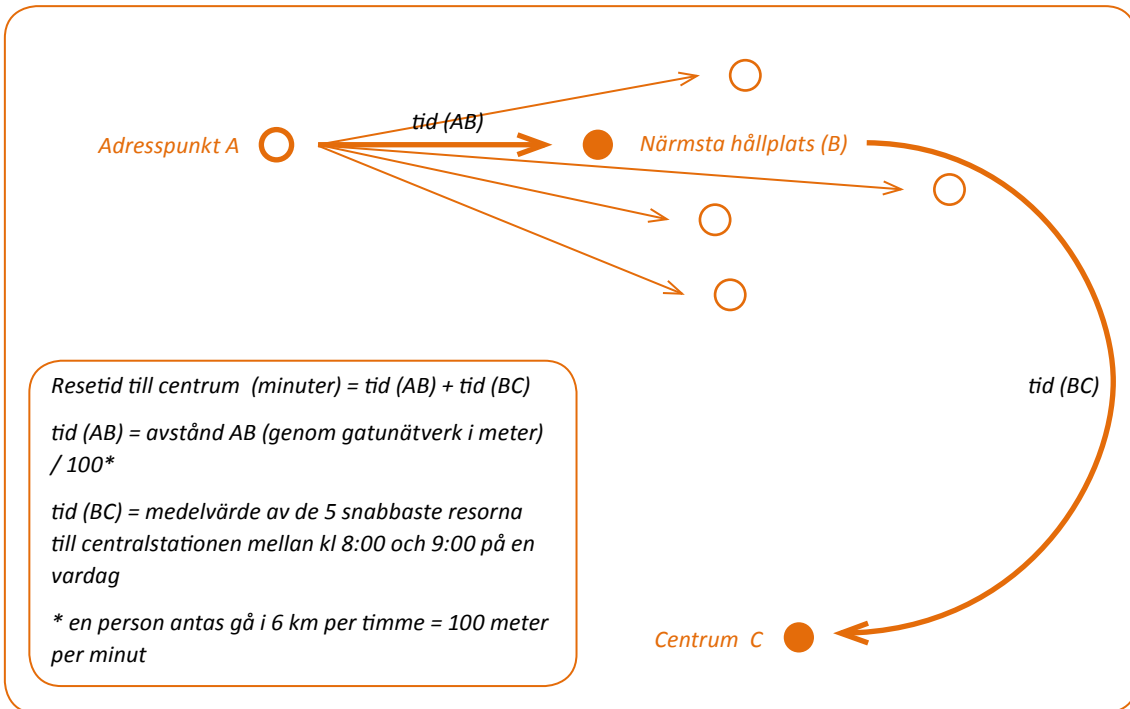 tid (AB)
Adresspunkt A
Närmsta hållplats (B)
Resetid till centrum (minuter) = tid (AB) + tid (BC)
tid (AB) = avstånd AB (genom gatunätverk i meter)
/ 100*
tid (BC) = medelvärde av de 5 snabbaste resorna
till centralstationen mellan kl 8:00 och 9:00 på en
vardag
* en person antas gå i 6 km per timme = 100 meter
per minut
tid (BC)
Centrum C